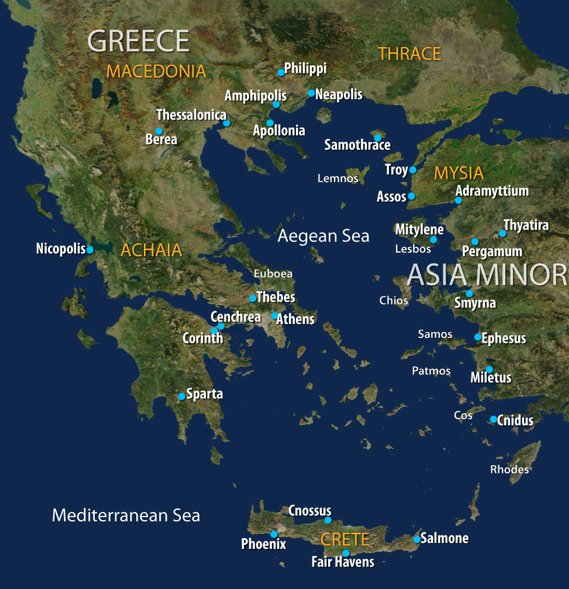 GREECE
THRACE
MACEDONIA
Philippi
Neapolis
Amphipolis
Thessalonica
Apollonia
Berea
Samothrace
Troy
MYSIA
Lemnos
Adramyttium
Assos
Mitylene
Thyatira
Aegean Sea
Nicopolis
ACHAIA
Lesbos
Pergamum
Euboea
ASIA MINOR
Thebes
Chios
Smyrna
Cenchrea
Athens
Corinth
Samos
Ephesus
Patmos
Miletus
Sparta
Cos
Cnidus
Rhodes
Mediterranean Sea
Cnossus
CRETE
Salmone
Phoenix
Fair Havens